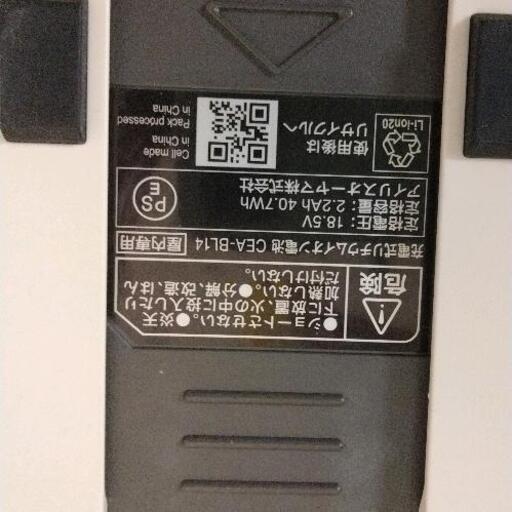 危険
●ショートさせない。●炎天
下に放置、火の中に投入したり
加熱しない。●分解、改造、はん
だ付けしない。
充電式リチウムイオン電池 CEA-BL14 屋内専用
定格電圧：18.5V
定格容量：2.2Ah 40.7Wh
アイリスオーヤマ株式会社
PS
E
Li-ion20
使用後は
リサイクルへ
Cell made
in China
Pack processed
in China